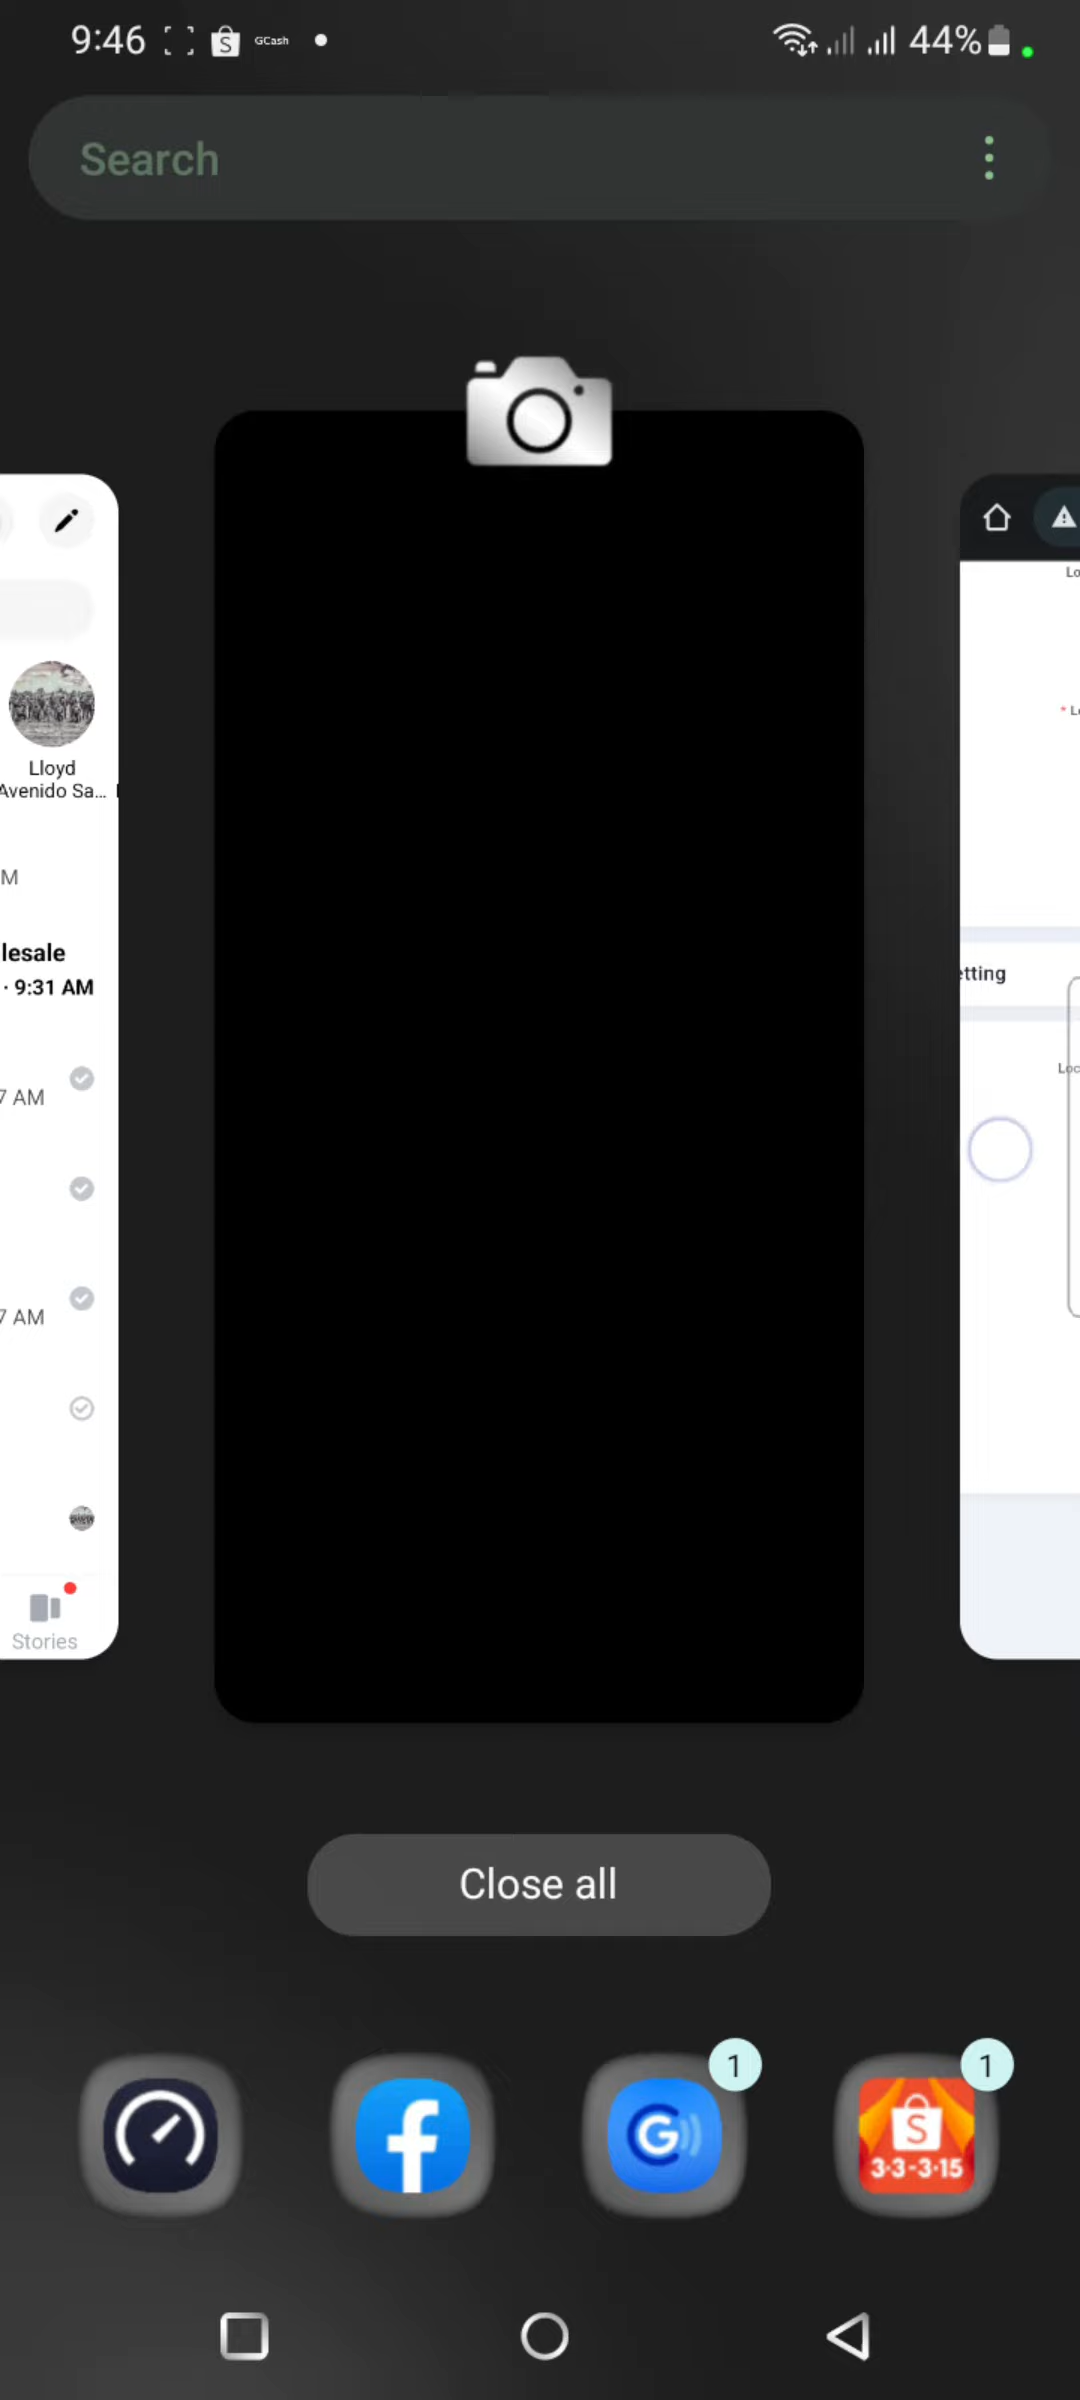 9:46 GCash 44%
Search
Lloyd
Avenido Sa...
M
lesale
· 9:31 AM
7 AM
7 AM
Stories
Lo
* L
etting
Loc
Close all
1
1
3·3-3·15